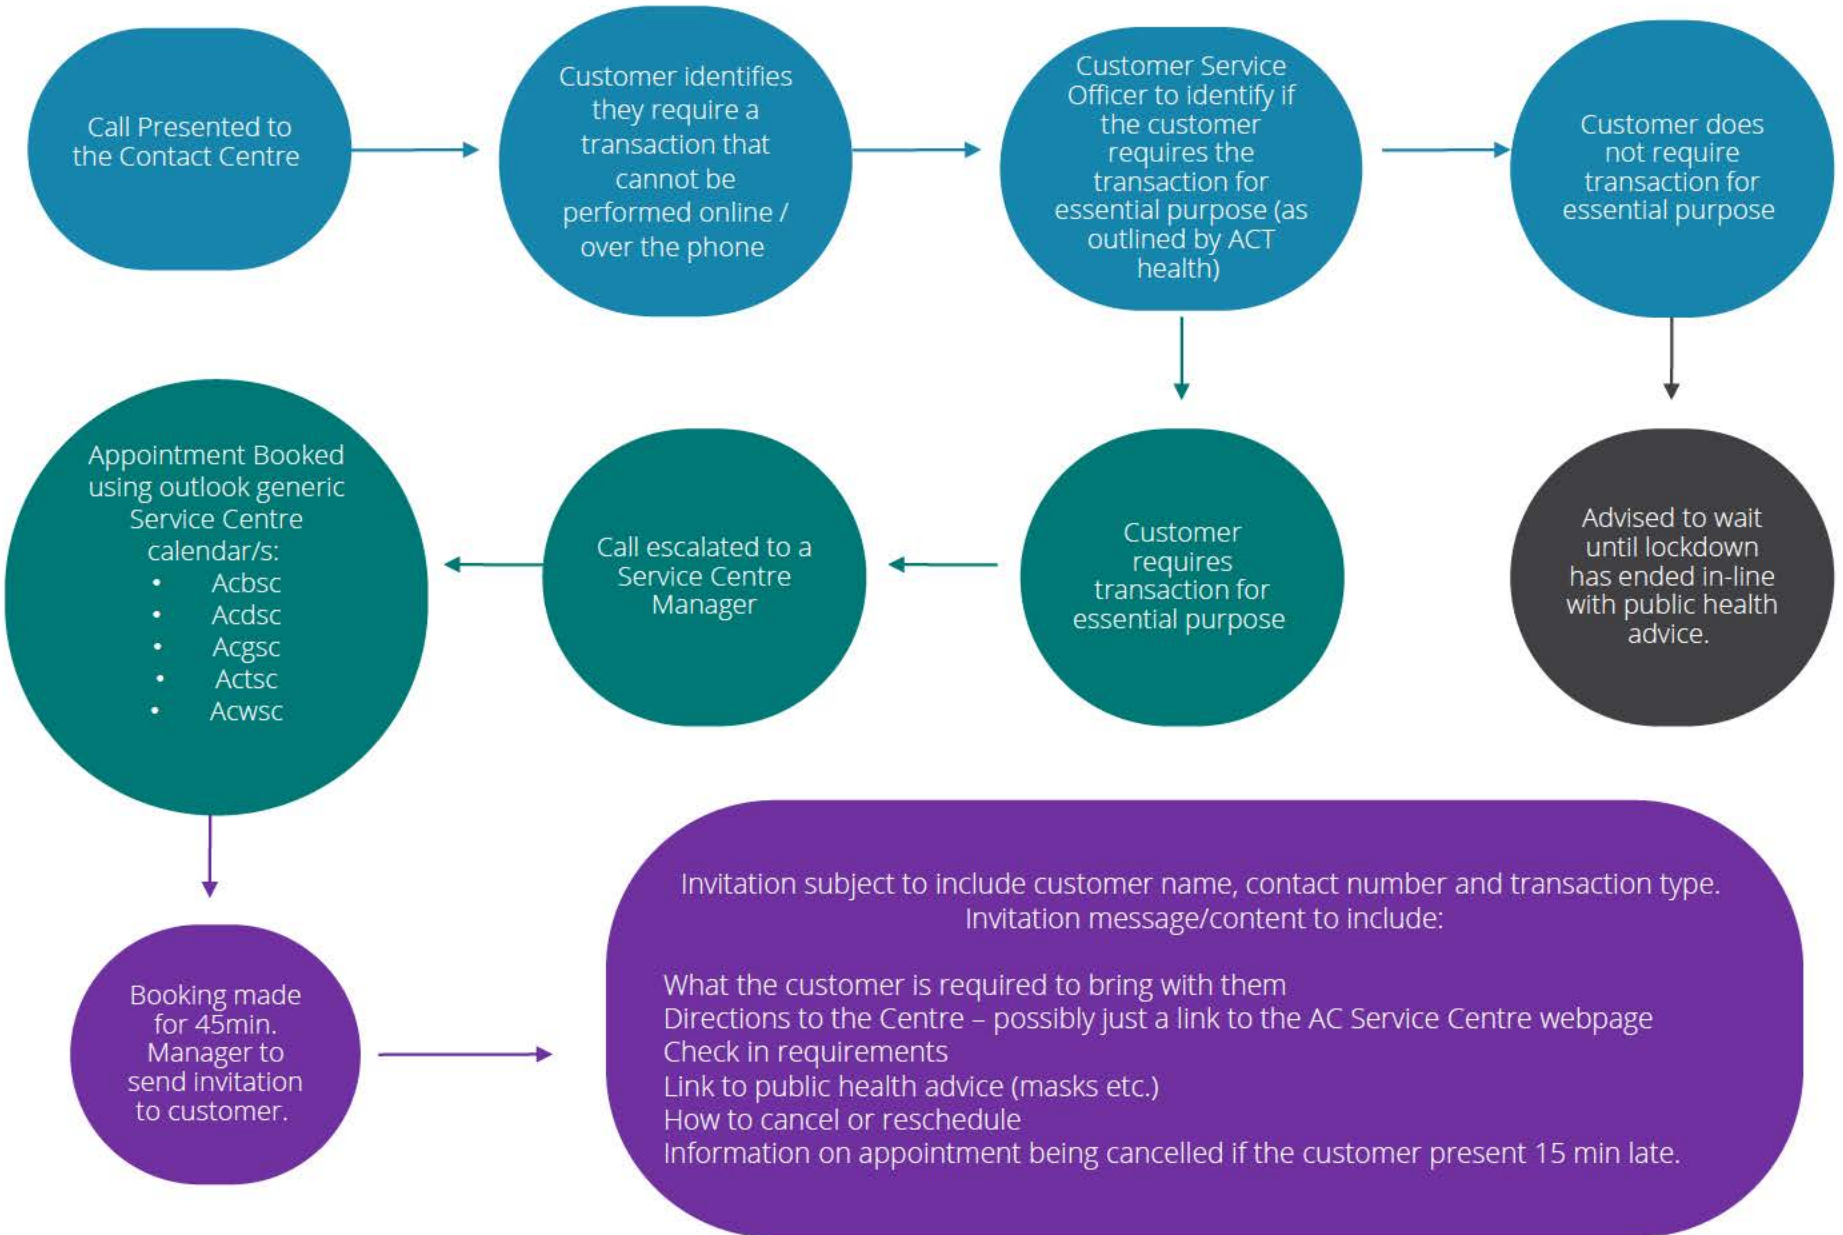 Call Presented to
the Contact Centre
Customer identifies
they require a
transaction that
cannot be
performed online /
over the phone
Customer Service
Officer to identify if
the customer
requires the
transaction for
essential purpose (as
outlined by ACT
health)
Customer does
not require
transaction for
essential purpose
Advised to wait
until lockdown
has ended in-line
with public health
advice.
Customer
requires
transaction for
essential purpose
Call escalated to a
Service Centre
Manager
Appointment Booked
using outlook generic
Service Centre
calendar/s:
• Acbsc
• Acdsc
• Acgsc
• Actsc
• Acwsc
Booking made
for 45min.
Manager to
send invitation
to customer.
Invitation subject to include customer name, contact number and transaction type.
Invitation message/content to include:
What the customer is required to bring with them
Directions to the Centre – possibly just a link to the AC Service Centre webpage
Check in requirements
Link to public health advice (masks etc.)
How to cancel or reschedule
Information on appointment being cancelled if the customer present 15 min late.